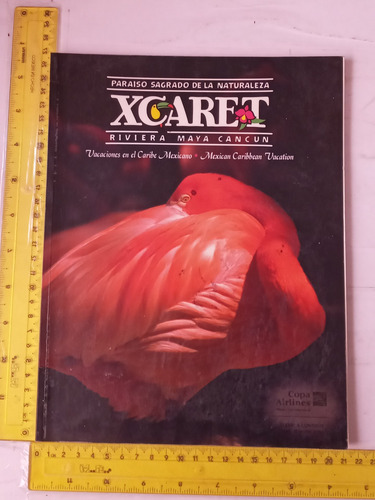 PARAISO SAGRADO DE LA NATURALEZA
XCARET
RIVIERA MAYA CANCUN
Vacaciones en el Caribe Mexicano • Mexican Caribbean Vacation
Copa
Airlines